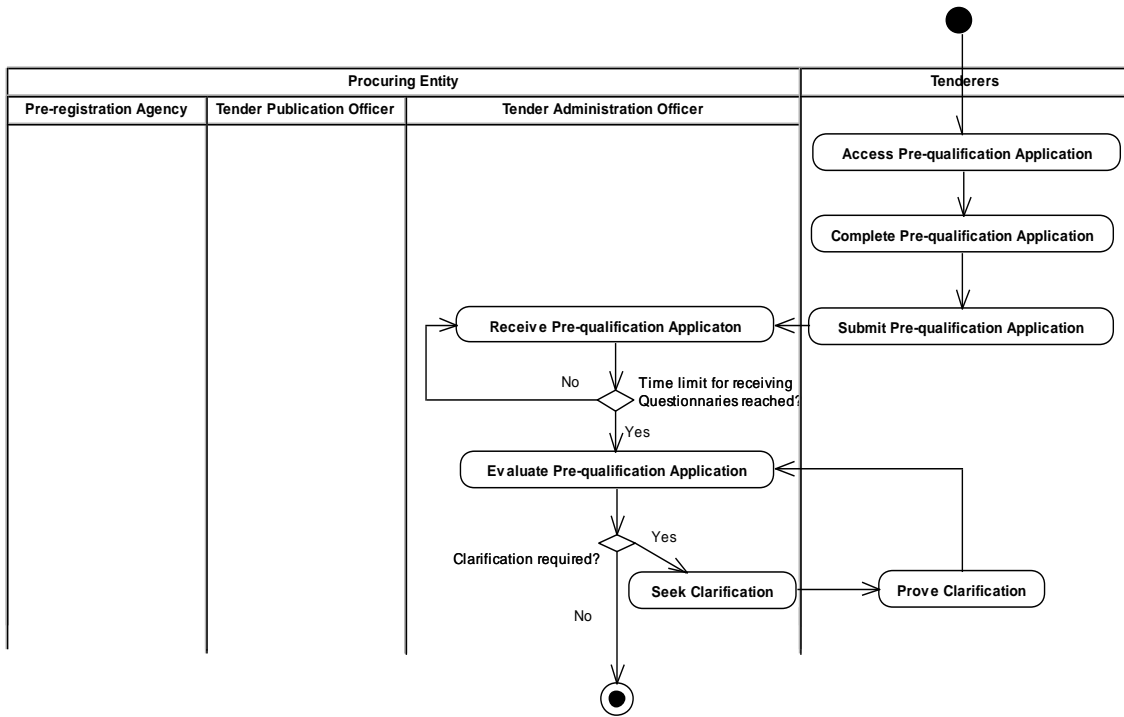 Procuring Entity
Tenderers
Pre-registration Agency
Tender Publication Officer
Tender Administration Officer
Access Pre-qualification Application
Complete Pre-qualification Application
Receive Pre-qualification Applicaton
Submit Pre-qualification Application
No
Time limit for receiving
Questionnaries reached?
Yes
Evaluate Pre-qualification Application
Yes
Clarification required?
Seek Clarification
Prove Clarification
No